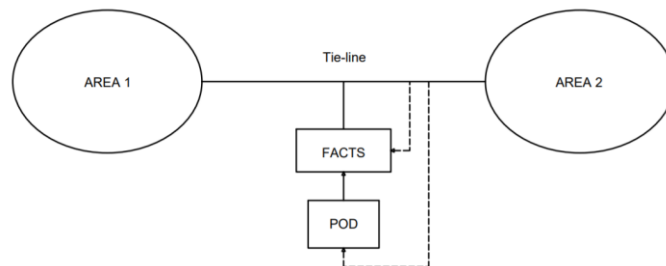 Tie-line
AREA 1
AREA 2
FACTS
POD